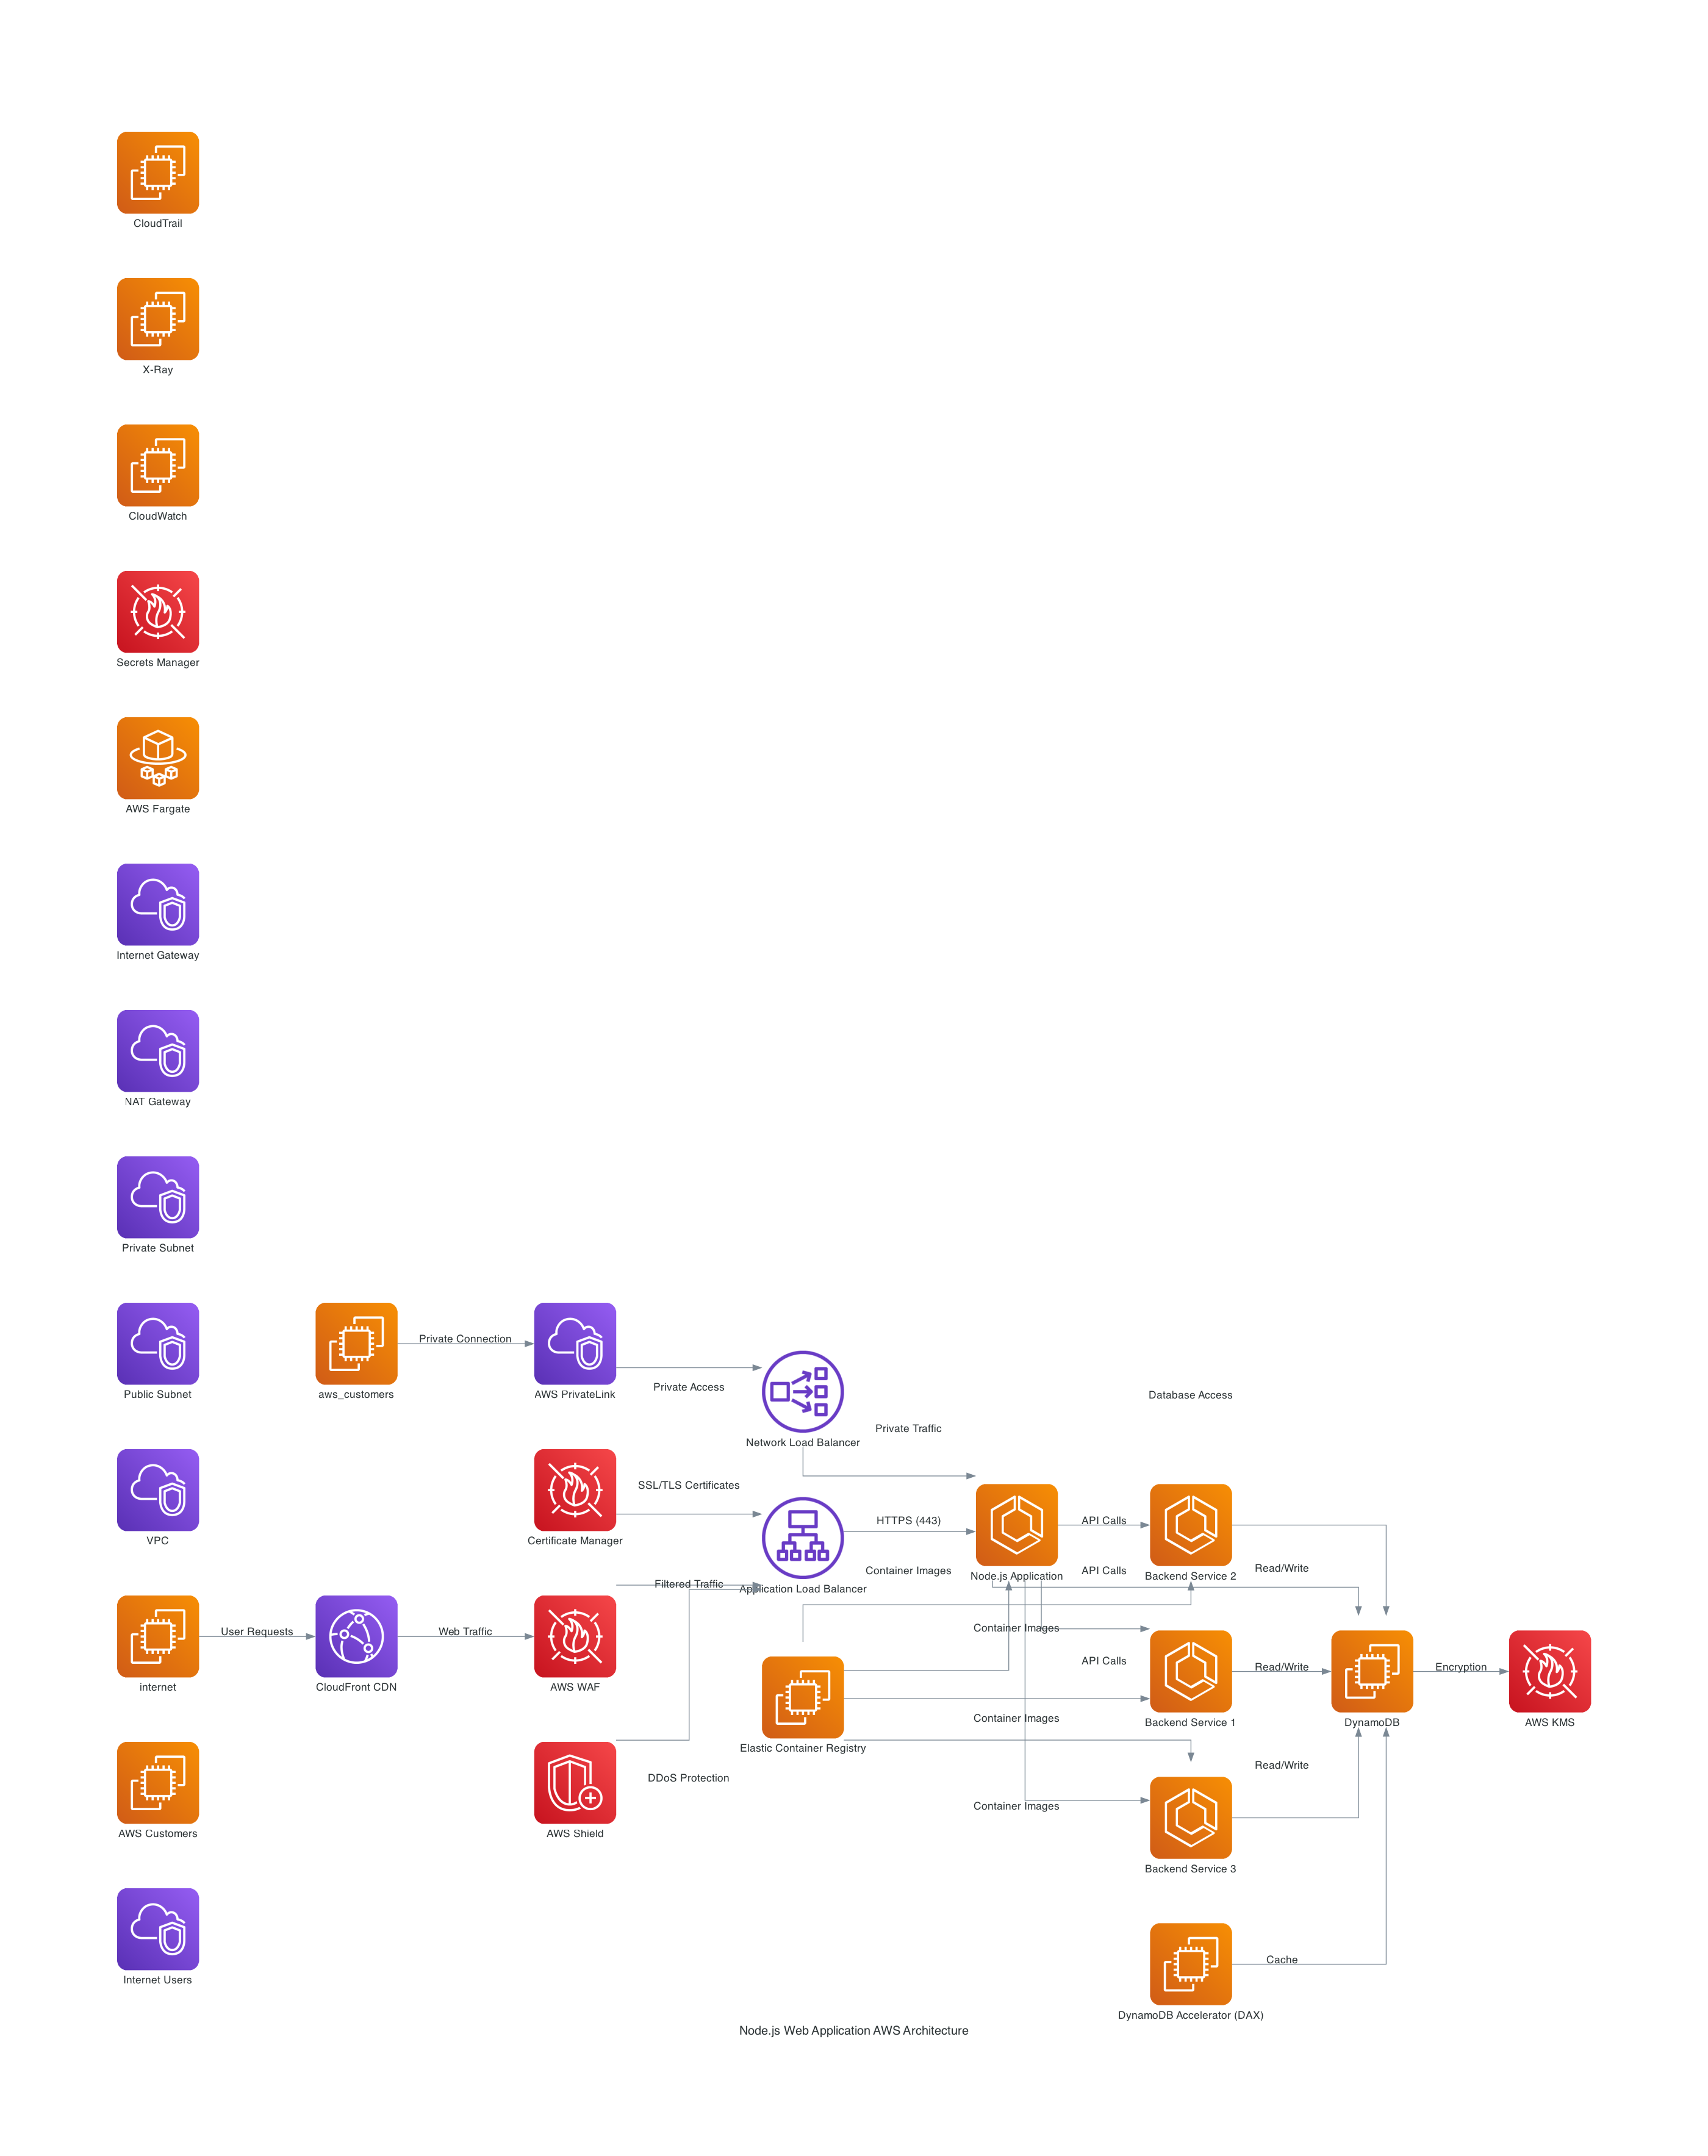 CloudTrail
X-Ray
CloudWatch
Secrets Manager
AWS Fargate
Internet Gateway
NAT Gateway
Private Subnet
Private Connection
Public Subnet
aws_customers
AWS PrivateLink
Private Access
Database Access
Private Traffic
Network Load Balancer
SSL/TLS Certificates
VPC
Certificate Manager
HTTPS (443)
API Calls
Container Images
Node.js Application
API Calls
Backend Service 2
Read/Write
Filtered Traffic
Application Load Balancer
User Requests
Web Traffic
Container Images
internet
CloudFront CDN
AWS WAF
API Calls
Read/Write
Encryption
Container Images
Backend Service 1
DynamoDB
AWS KMS
Elastic Container Registry
Read/Write
DDoS Protection
Container Images
AWS Customers
AWS Shield
Backend Service 3
Cache
Internet Users
DynamoDB Accelerator (DAX)
Node.js Web Application AWS Architecture